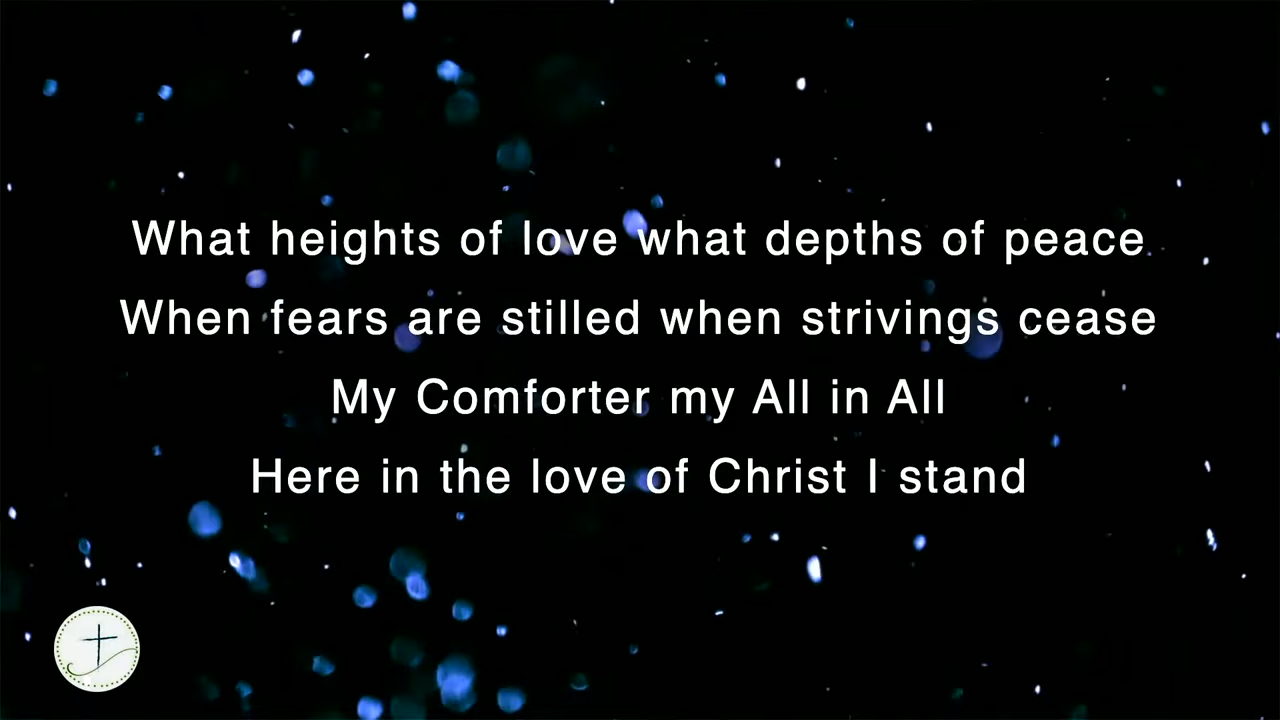 What heights of love what depths of peace
When fears are stilled when strivings cease
My Comforter my All in All
Here in the love of Christ I stand